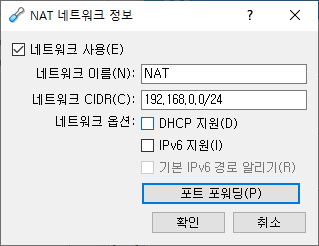 NAT 네트워크 정보
네트워크 사용(E)
네트워크 이름(N): NAT
네트워크 CIDR(C): 192,168,0,0/24
네트워크 옵션: DHCP 지원(D)
IPv6 지원(I)
기본 IPv6 경로 알리기(R)
포트 포워딩(P)
확인 취소